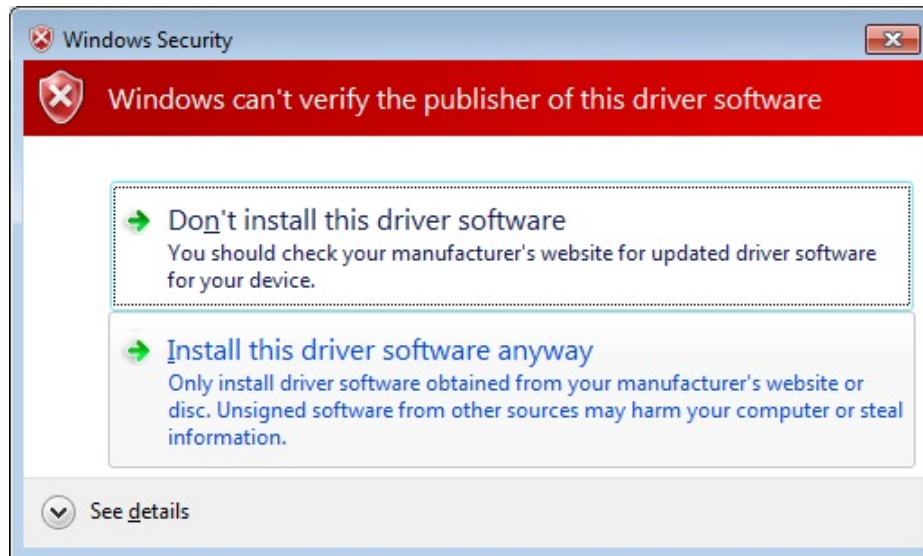 Windows Security
Windows can't verify the publisher of this driver software
Don't install this driver software
You should check your manufacturer's website for updated driver software
for your device.
Install this driver software anyway
Only install driver software obtained from your manufacturer's website or
disc. Unsigned software from other sources may harm your computer or steal
information.
See details